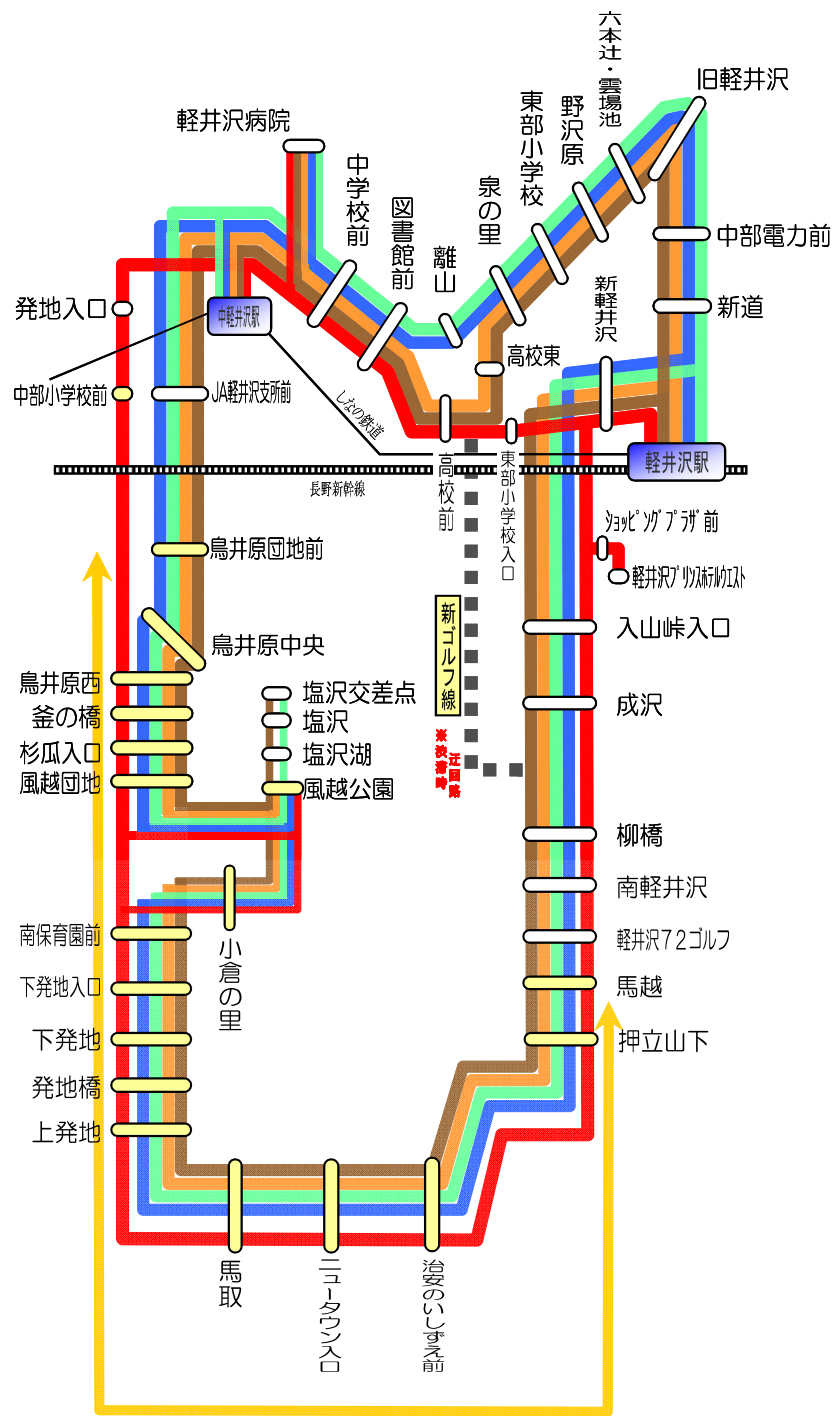 六本辻・雲場池
旧軽井沢
野沢原
東部小学校
軽井沢病院
中学校前
泉の里
図書館前
離山
中部電力前
新軽井沢
発地入口
中軽井沢駅
新道
高校東
中部小学校前
JA軽井沢支所前
しなの鉄道
軽井沢駅
高校前
東部小学校入口
長野新幹線
ショッピングプラザ前
鳥井原団地前
軽井沢プリンスホテルウエスト
新ゴルフ線
入山峠入口
鳥井原中央
鳥井原西
塩沢交差点
成沢
釜の橋
塩沢
※渋滞時
迂回路
杉瓜入口
塩沢湖
風越団地
風越公園
柳橋
南軽井沢
南保育園前
小倉の里
軽井沢72ゴルフ
下発地入口
馬越
下発地
押立山下
発地橋
上発地
馬取
ニュータウン入口
治安のいしずえ前